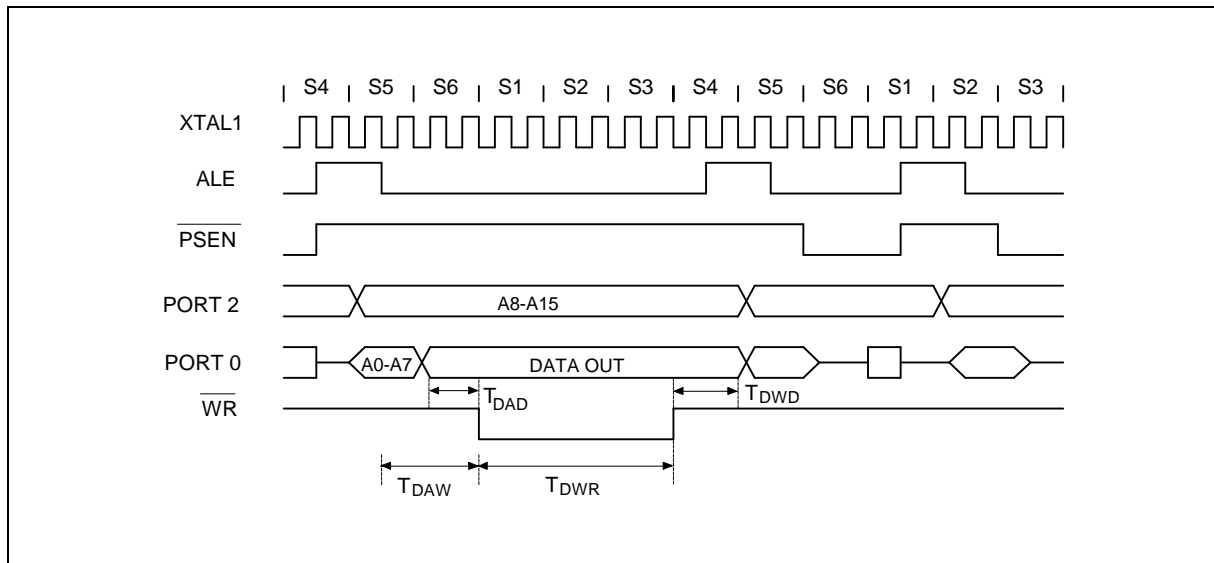 S4 S5 S6 S1 S2 S3 S4 S5 S6 S1 S2 S3
XTAL1
ALE
PSEN
PORT 2
A8-A15
PORT 0
A0-A7
DATA OUT
WR
TDAD
TDWD
TDAW
TDWR